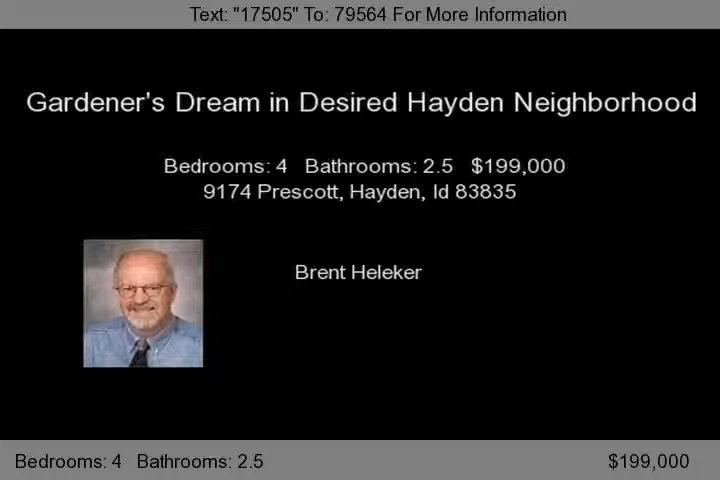 Text: "17505" To: 79564 For More Information
Gardener's Dream in Desired Hayden Neighborhood
Bedrooms: 4 Bathrooms: 2.5 $199,000
9174 Prescott, Hayden, Id 83835
Brent Heleker
Bedrooms: 4 Bathrooms: 2.5 $199,000